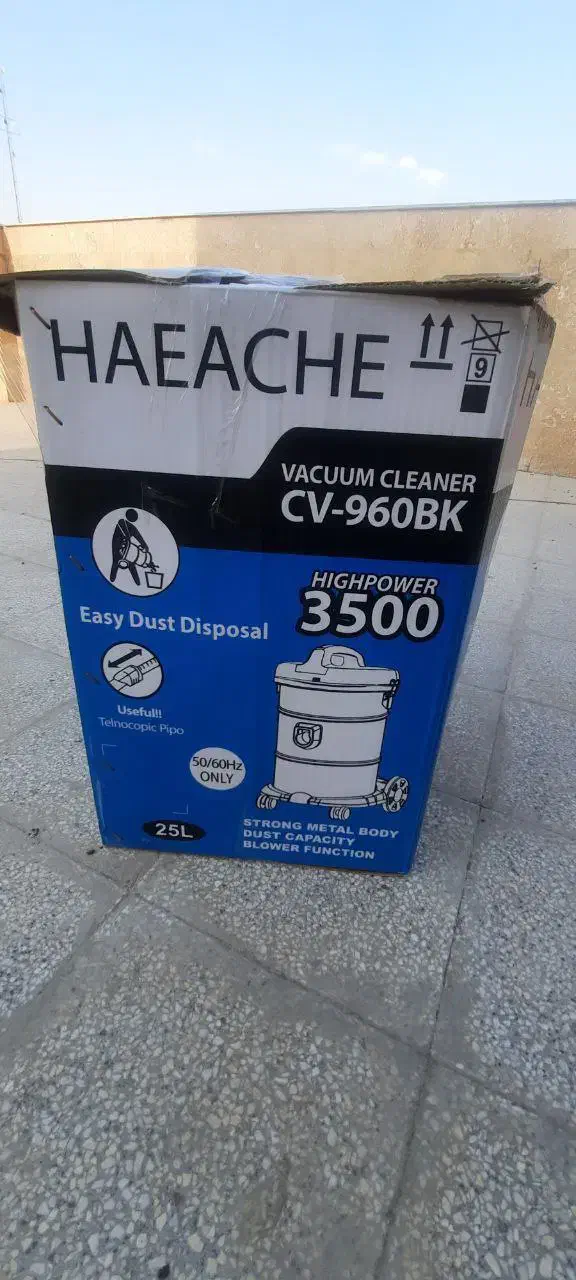 HAEACHE
9
VACUUM CLEANER
CV-960BK
HIGHPOWER
3500
Easy Dust Disposal
Useful!!
Telnocopic Pipo
50/60Hz
ONLY
25L
STRONG METAL BODY
DUST CAPACITY
BLOWER FUNCTION